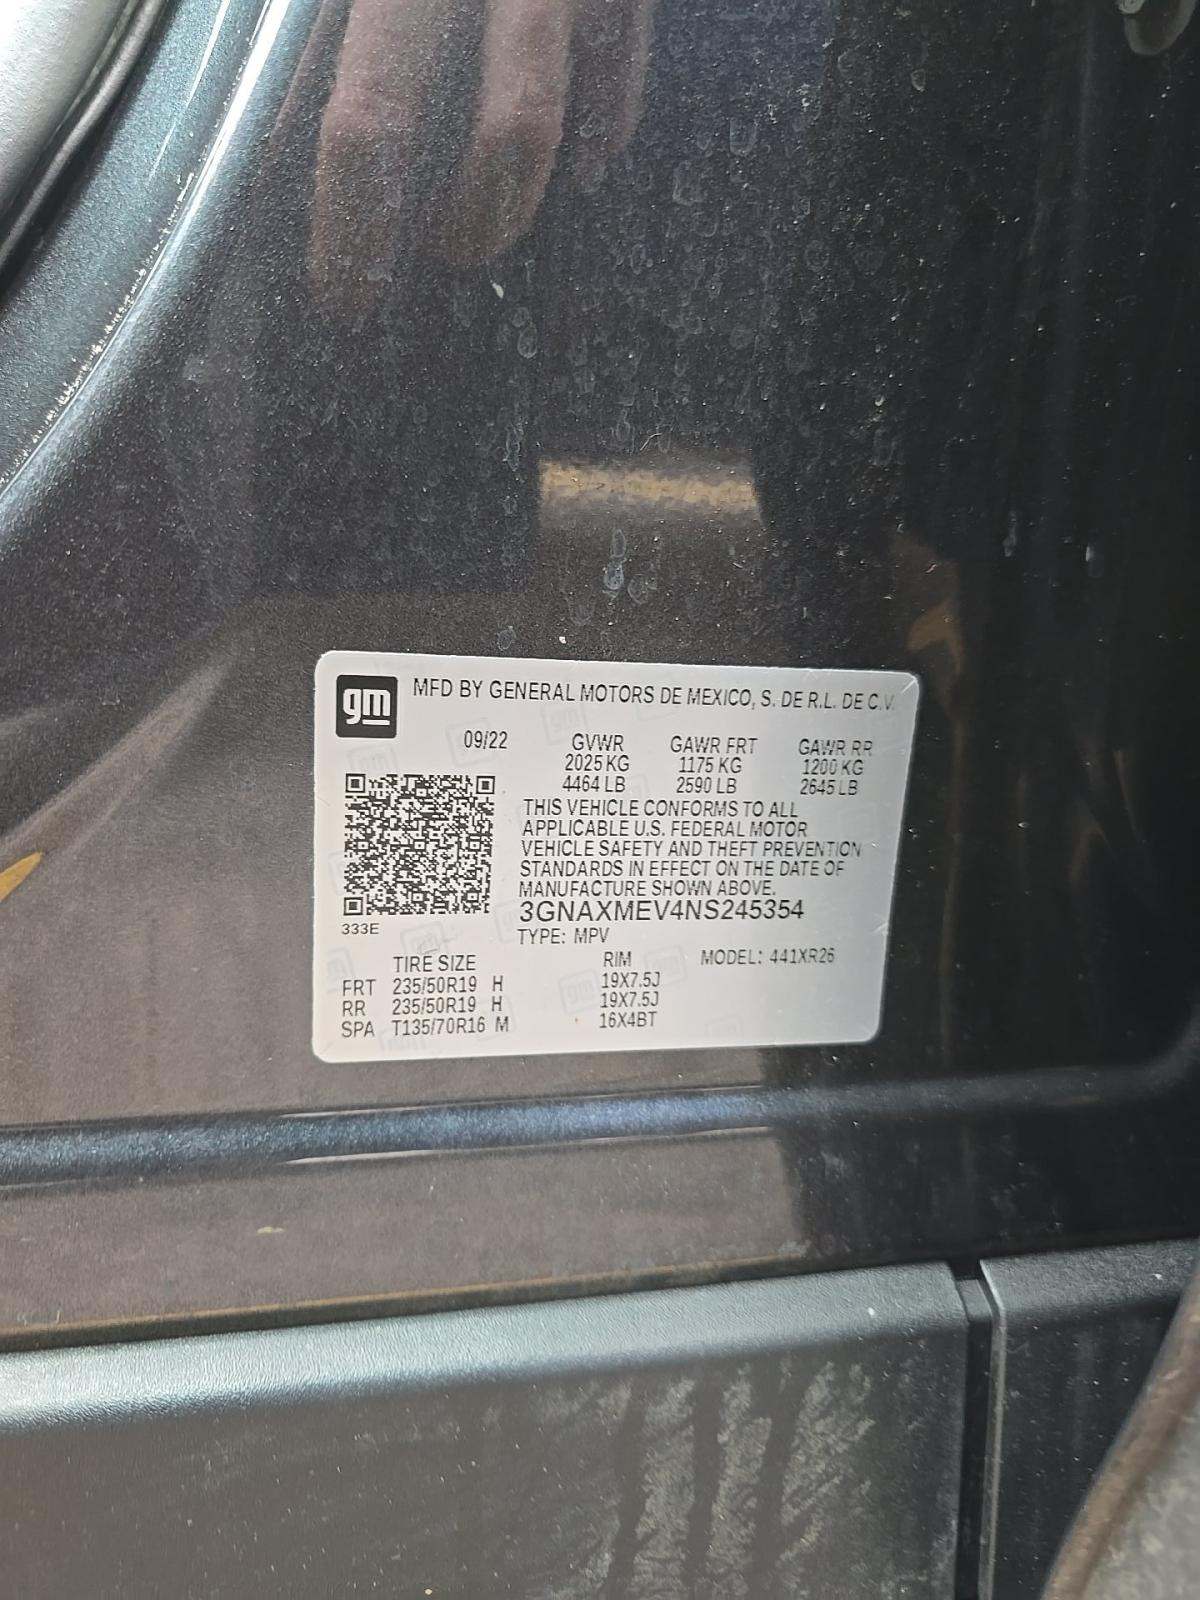 gm MFD BY GENERAL MOTORS DE MEXICO, S. DE R.L. DE C.V.
09/22 GVWR GAWR FRT GAWR RR
2025 KG 1175 KG 1200 KG
4464 LB 2590 LB 2645 LB
THIS VEHICLE CONFORMS TO ALL
APPLICABLE U.S. FEDERAL MOTOR
VEHICLE SAFETY AND THEFT PREVENTION
STANDARDS IN EFFECT ON THE DATE OF
MANUFACTURE SHOWN ABOVE.
3GNAXMEV4NS245354
333E
TYPE: MPV
TIRE SIZE RIM MODEL: 441XR26
FRT 235/50R19 H 19X7.5J
RR 235/50R19 H 19X7.5J
SPA T135/70R16 M 16X4BT